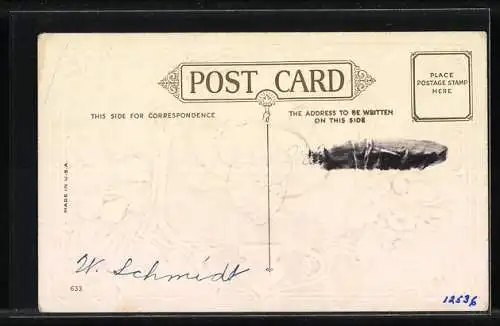 POST CARD
PLACE
POSTAGE STAMP
HERE
THIS SIDE FOR CORRESPONDENCE
THE ADDRESS TO BE WRITTEN
ON THIS SIDE
MADE IN U.S.A.
W. Schmidt
633
12536